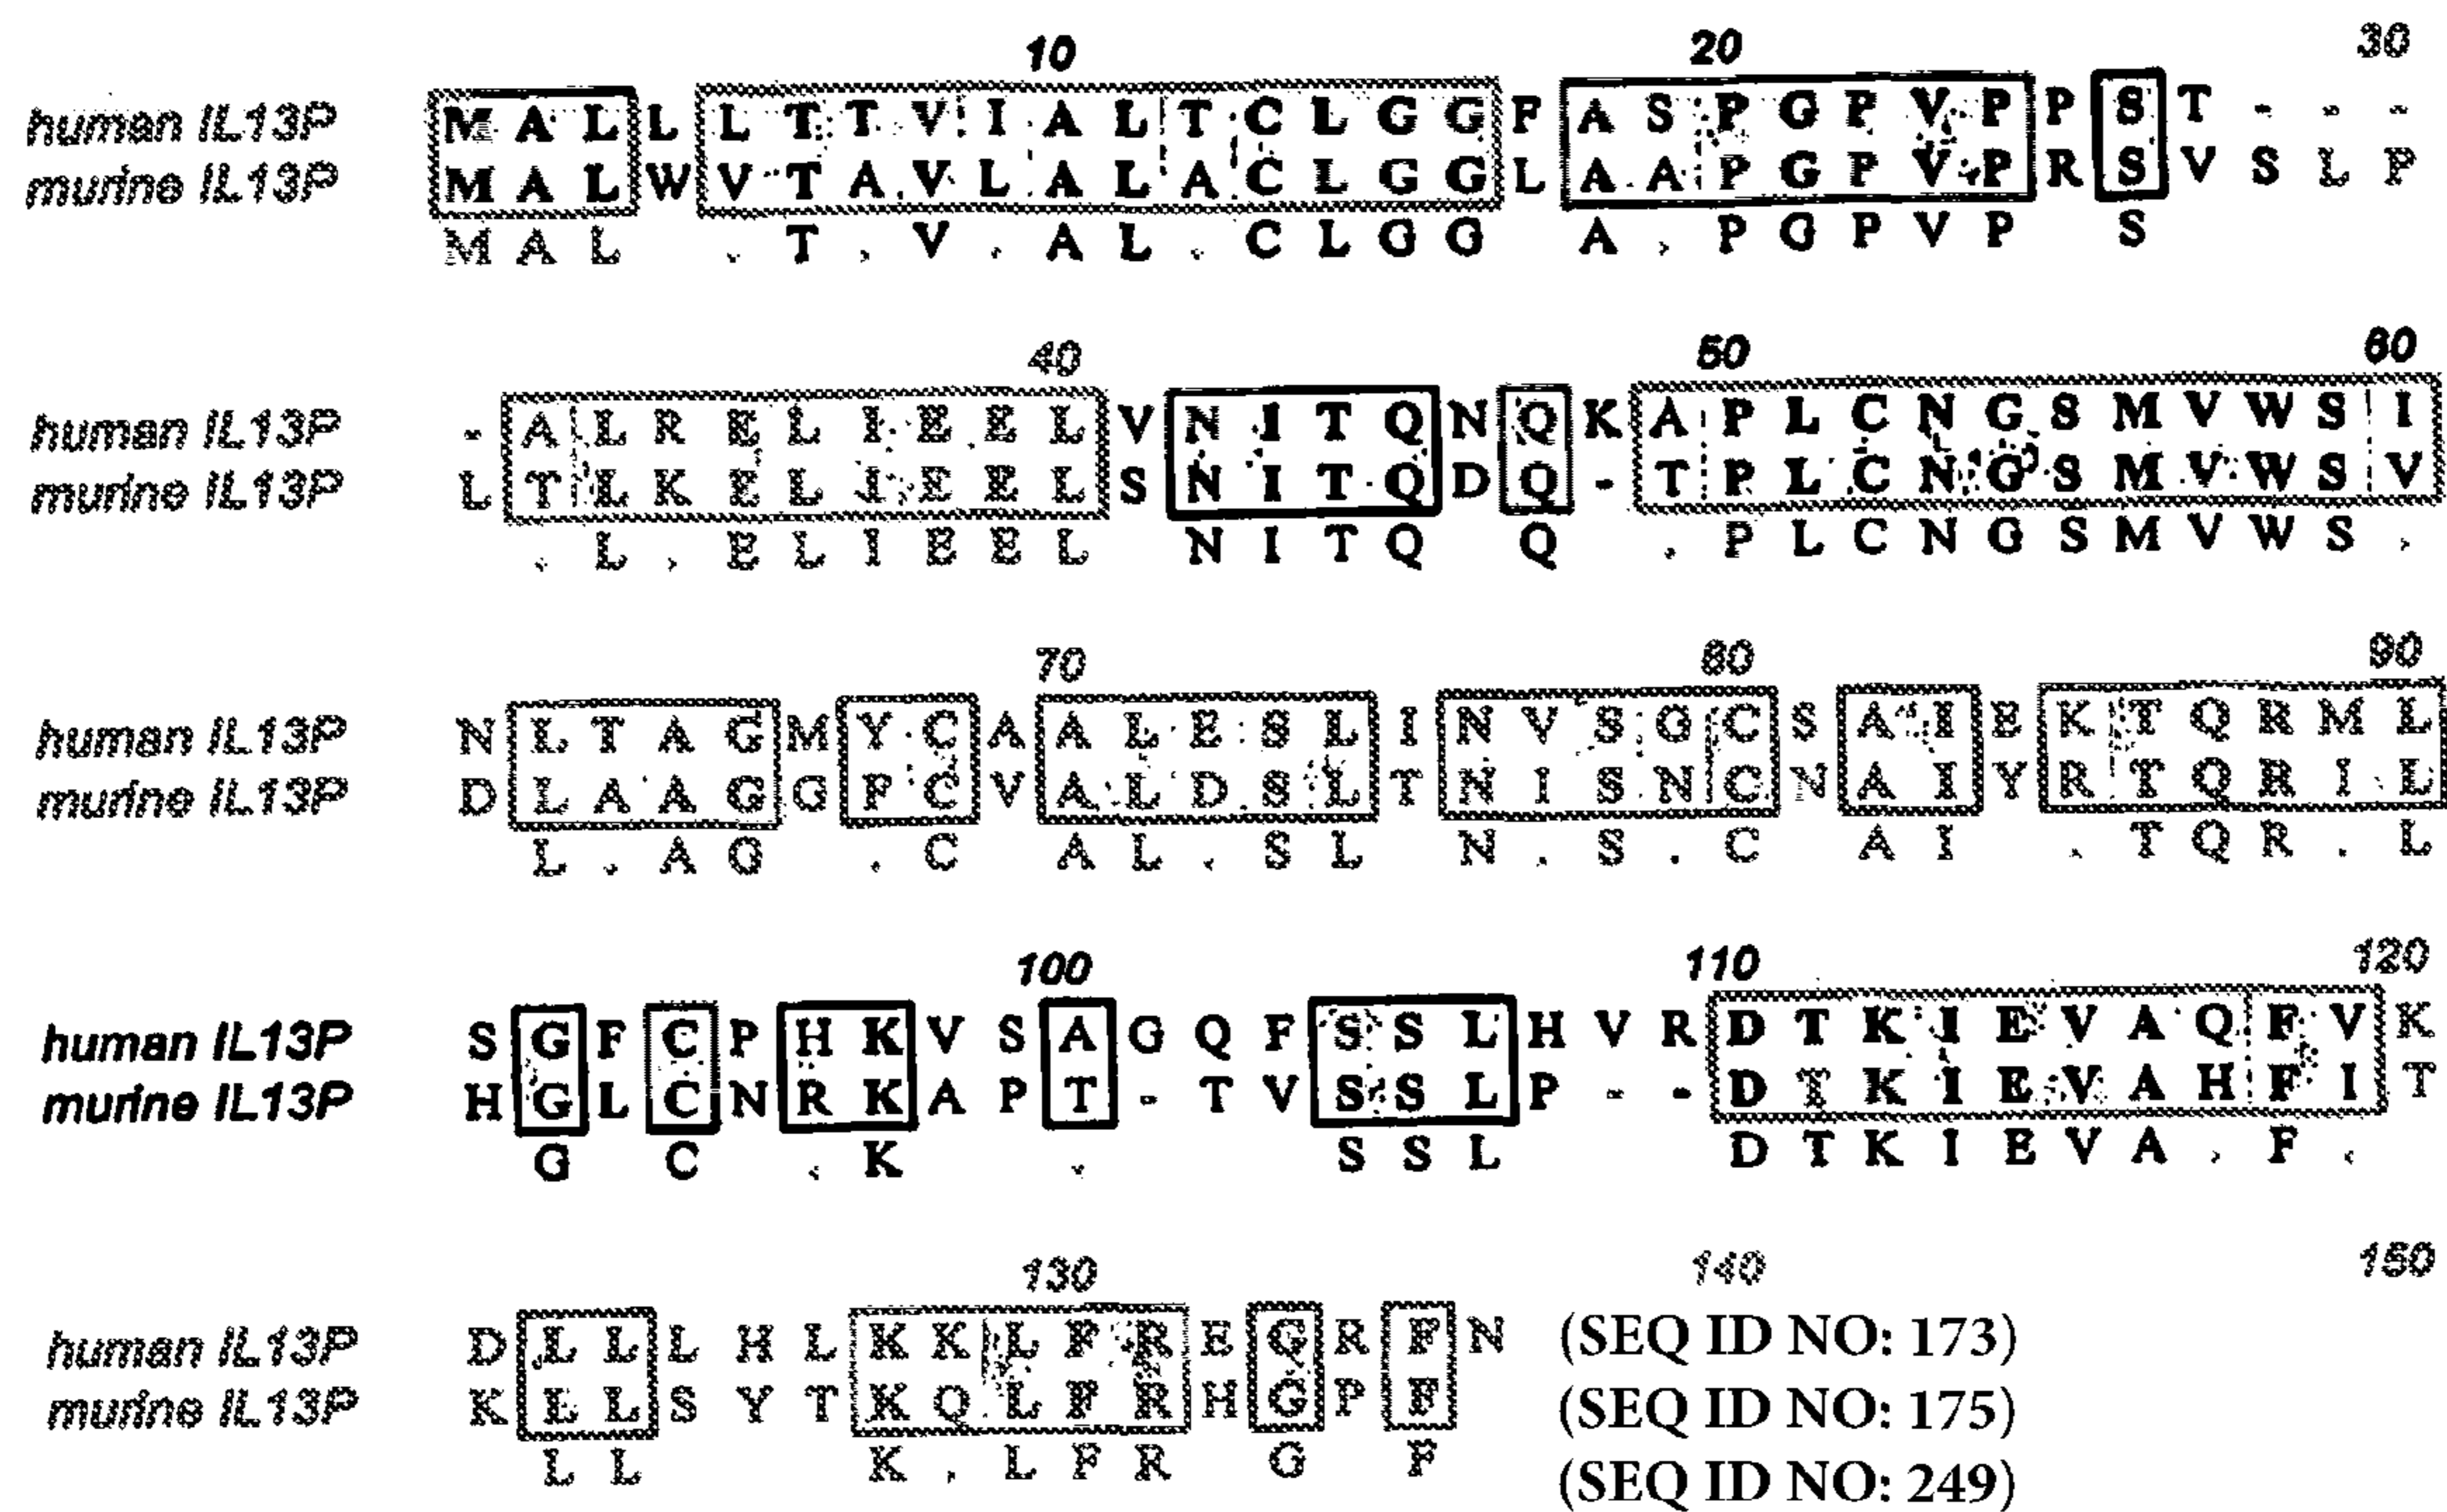 10 20 30
human IL13P M A L L L T T V I A L T C L G G F A S P G P V P P S T - - -
murine IL13P M A L W V T A V L A L A C L G G L A A P G P V P R S V S L P
M A L . T . V . A L . C L G G A . P G P V P S
40 50 60
human IL13P - A L R E L I E E L V N I T Q N Q K A P L C N G S M V W S I
murine IL13P L T L K E L I E E L S N I T Q D Q - T P L C N G S M V W S V
. L . E L I E E L N I T Q Q . P L C N G S M V W S .
70 80 90
human IL13P N L T A G M Y C A A L E S L I N V S G C S A I E K T Q R M L
murine IL13P D L A A G G F C V A L D S L T N I S N C N A I Y R T Q R I L
L . A G . C A L . S L N . S . C A I . T Q R . L
100 110 120
human IL13P S G F C P H K V S A G Q F S S L H V R D T K I E V A Q F V K
murine IL13P H G L C N R K A P T - T V S S L P - - D T K I E V A H F I T
G C . K . S S L D T K I E V A . F .
130 140 150
human IL13P D L L L H L K K L F R E G R F N (SEQ ID NO: 173)
murine IL13P K L L S Y T K Q L F R H G P F (SEQ ID NO: 175)
L L K . L F R G F (SEQ ID NO: 249)